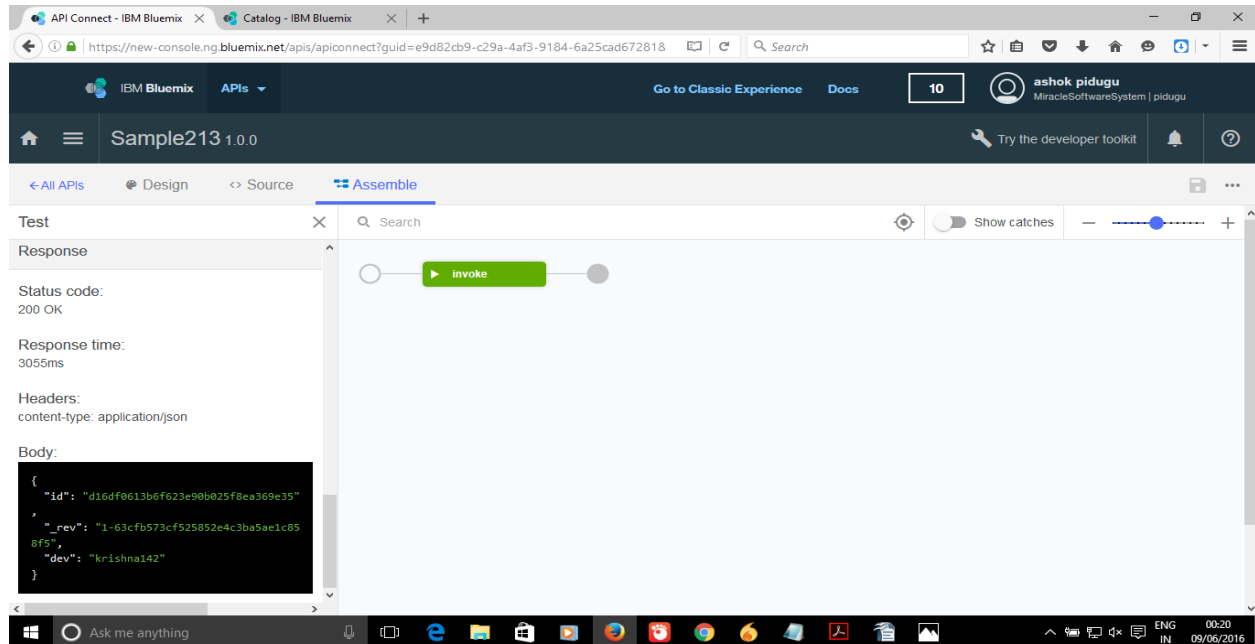 API Connect - IBM Bluemix
Catalog - IBM Bluemix
https://new-console.ng.bluemix.net/apis/apiconnect?guid=e9d82cb9-c29a-4af3-9184-6a25cad672818
Search
IBM Bluemix
APIs
Go to Classic Experience
Docs
10
ashok pidugu
MiracleSoftwareSystem | pidugu
Sample213 1.0.0
Try the developer toolkit
←All APIs
Design
<> Source
Assemble
Test
Search
Show catches
Response
invoke
Status code:
200 OK
Response time:
3055ms
Headers:
content-type: application/json
Body:
{
"id": "d16df0613b6f623e90b025f8ea369e35"
,
"_rev": "1-63cfb573cf525852e4c3ba5ae1c85
8f5",
"dev": "krishna142"
}
Ask me anything
ENG
IN
00:20
09/06/2016